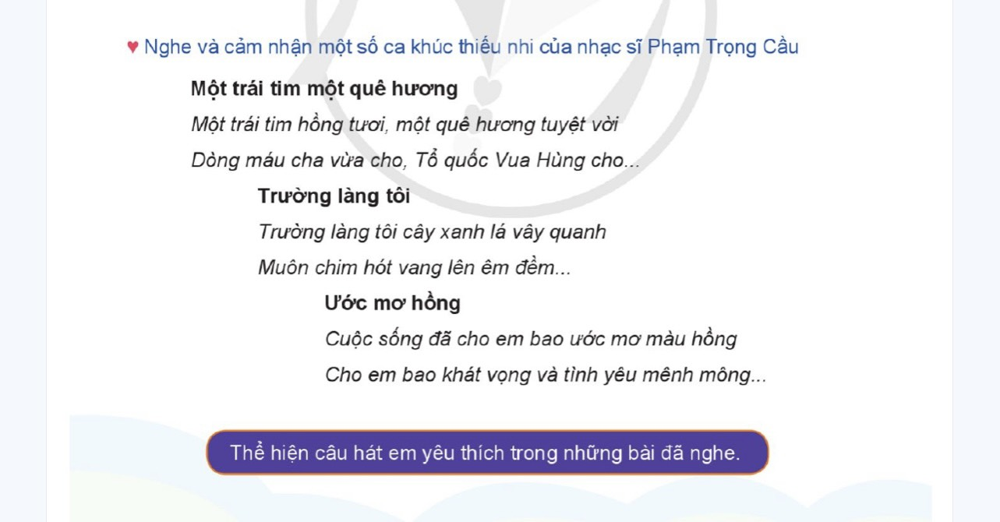 ♥ Nghe và cảm nhận một số ca khúc thiếu nhi của nhạc sĩ Phạm Trọng Cầu
Một trái tim một quê hương
Một trái tim hồng tươi, một quê hương tuyệt vời
Dòng máu cha vừa cho, Tổ quốc Vua Hùng cho...
Trường làng tôi
Trường làng tôi cây xanh lá vây quanh
Muôn chim hót vang lên êm đềm...
Ước mơ hồng
Cuộc sống đã cho em bao ước mơ màu hồng
Cho em bao khát vọng và tình yêu mênh mông...
Thể hiện câu hát em yêu thích trong những bài đã nghe.